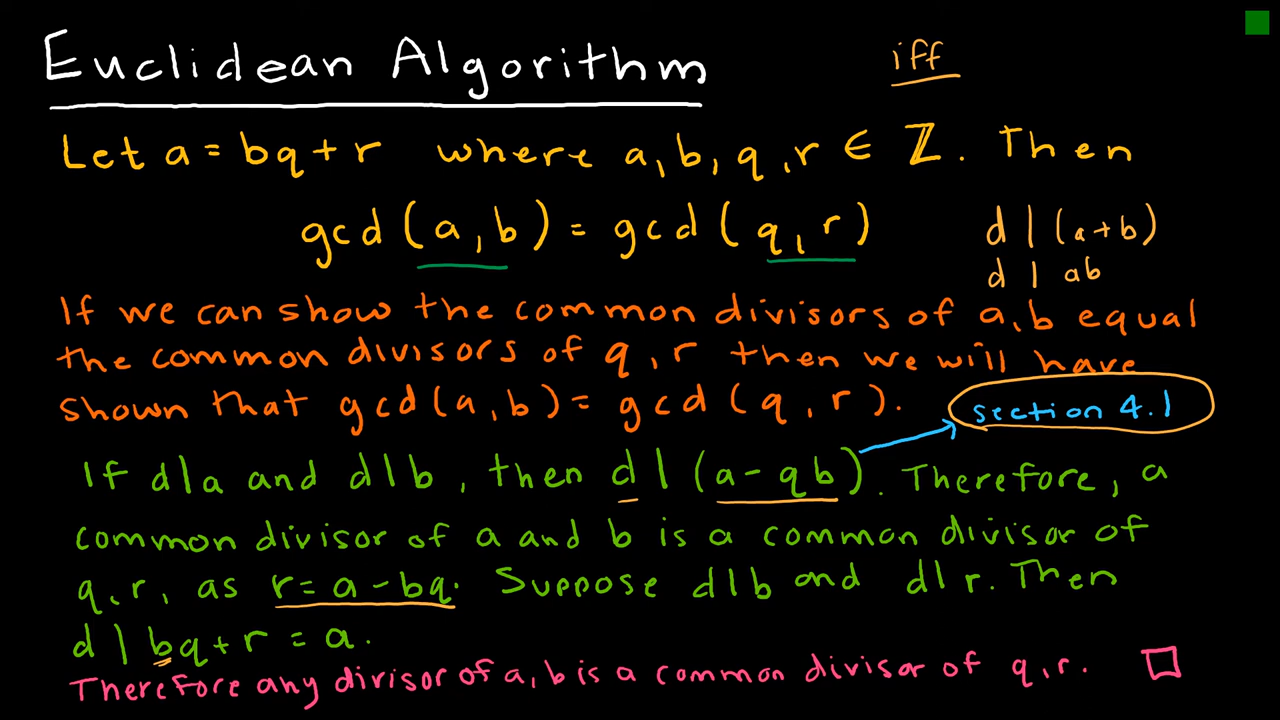 Euclidean Algorithm
iff
Let a = bq + r where a, b, q, r ∈ ℤ. Then
gcd (a, b) = gcd (q, r)
d | (a+b)
d | ab
If we can show the common divisors of a, b equal
the common divisors of q, r then we will have
shown that gcd (a, b) = gcd (q, r).
section 4.1
If d|a and d|b, then d | (a - qb). Therefore, a
common divisor of a and b is a common divisor of
q, r, as r = a - bq. Suppose d|b and d|r. Then
d | bq + r = a.
Therefore any divisor of a, b is a common divisor of q, r. □